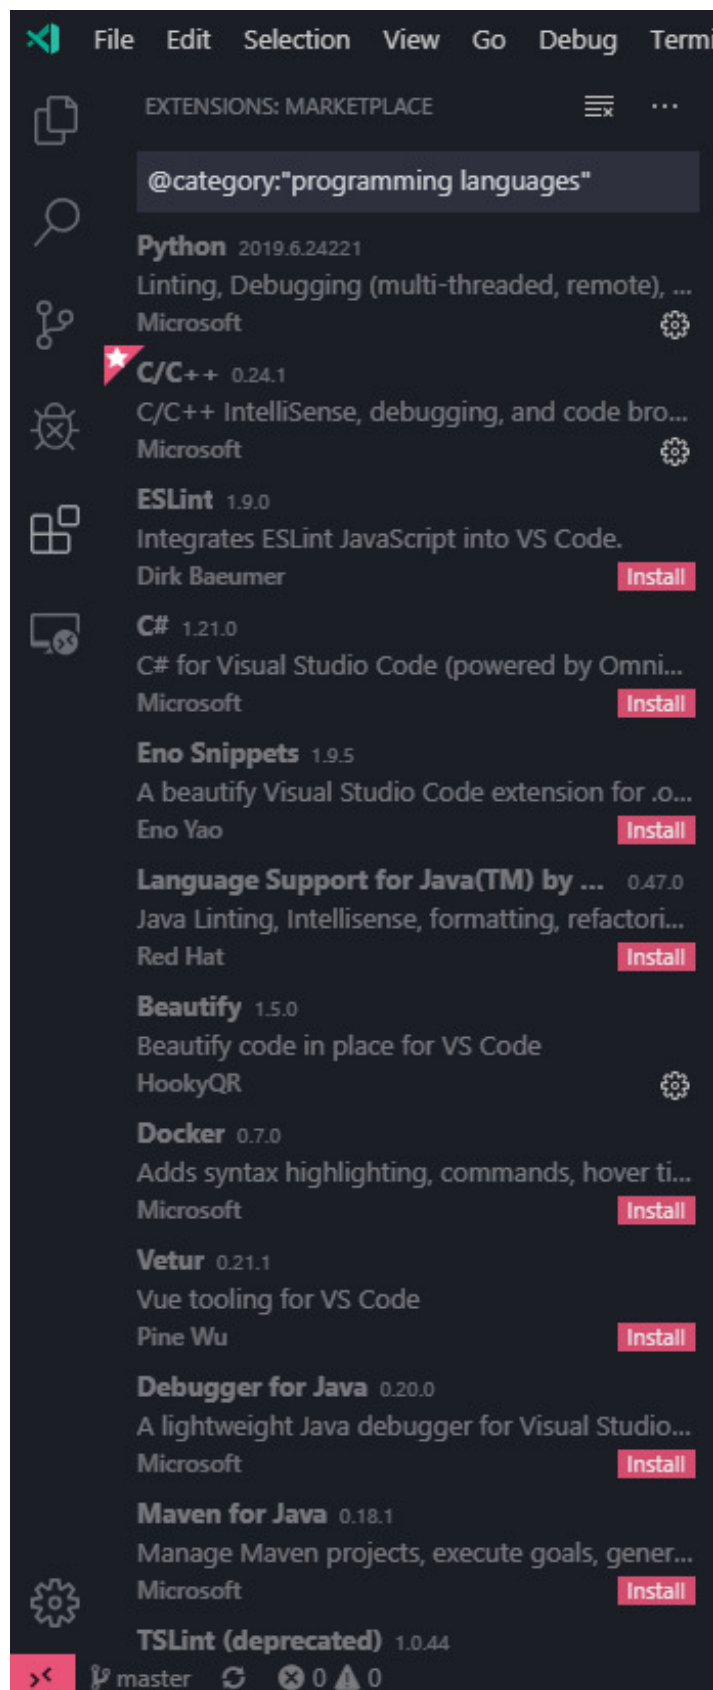 File Edit Selection View Go Debug Termi
EXTENSIONS: MARKETPLACE
@category:"programming languages"
Python 2019.6.24221
Linting, Debugging (multi-threaded, remote), ...
Microsoft
C/C++ 0.24.1
C/C++ IntelliSense, debugging, and code bro...
Microsoft
ESLint 1.9.0
Integrates ESLint JavaScript into VS Code.
Dirk Baeumer Install
C# 1.21.0
C# for Visual Studio Code (powered by Omni...
Microsoft Install
Eno Snippets 1.9.5
A beautify Visual Studio Code extension for .o...
Eno Yao Install
Language Support for Java(TM) by ... 0.47.0
Java Linting, Intellisense, formatting, refactori...
Red Hat Install
Beautify 1.5.0
Beautify code in place for VS Code
HookyQR
Docker 0.7.0
Adds syntax highlighting, commands, hover ti...
Microsoft Install
Vetur 0.21.1
Vue tooling for VS Code
Pine Wu Install
Debugger for Java 0.20.0
A lightweight Java debugger for Visual Studio...
Microsoft Install
Maven for Java 0.18.1
Manage Maven projects, execute goals, gener...
Microsoft Install
TSLint (deprecated) 1.0.44
master 0 0